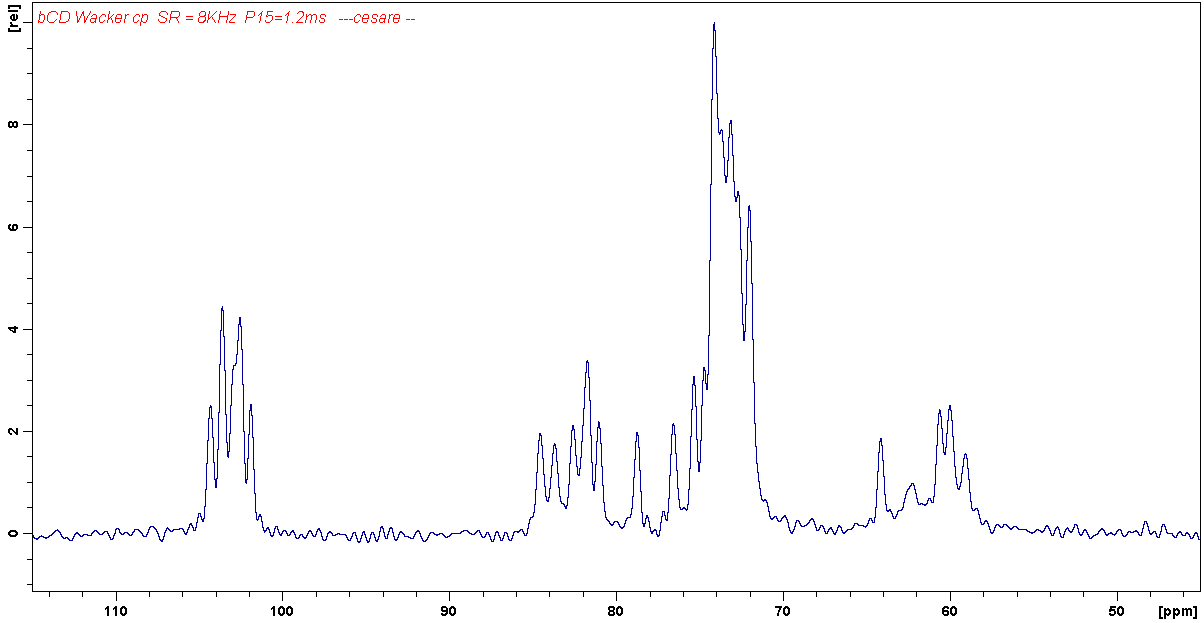 bCD Wacker cp SR = 8KHz P15=1.2ms ---cesare --
[rel]
8
6
4
2
0
110 100 90 80 70 60 50 [ppm]